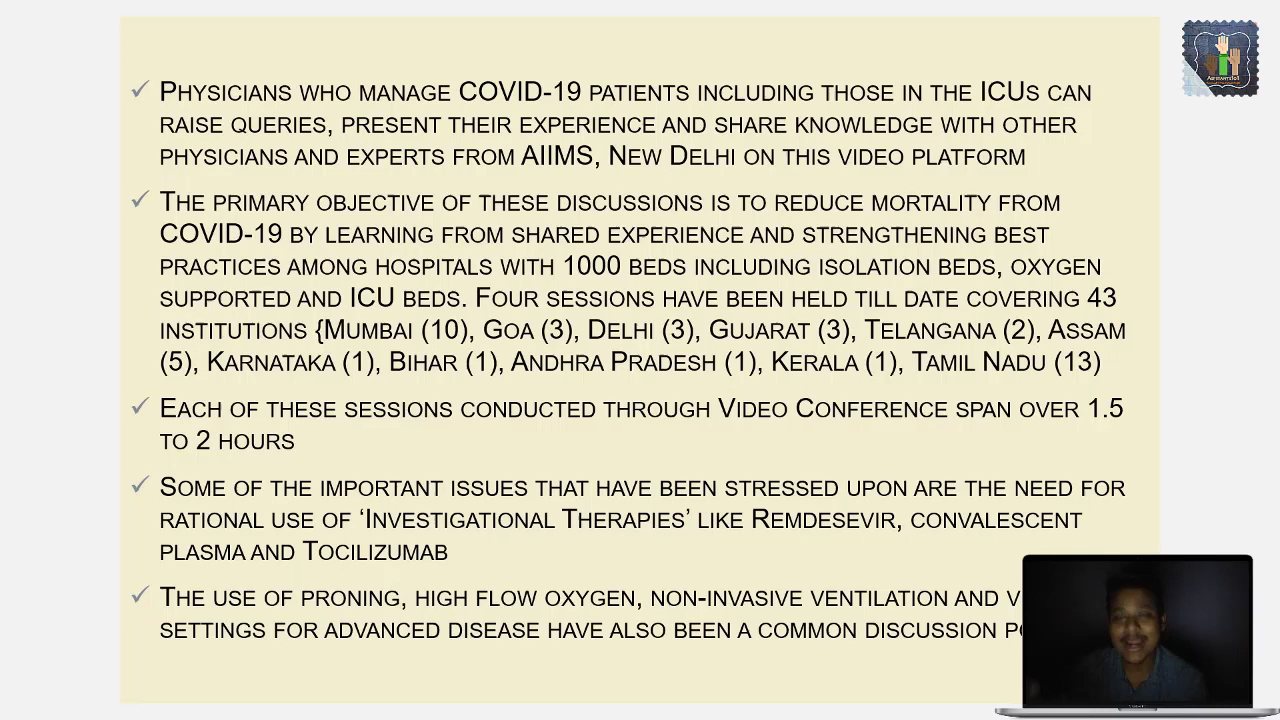 Physicians who manage COVID-19 patients including those in the ICUs can
raise queries, present their experience and share knowledge with other
physicians and experts from AIIMS, New Delhi on this video platform
The primary objective of these discussions is to reduce mortality from
COVID-19 by learning from shared experience and strengthening best
practices among hospitals with 1000 beds including isolation beds, oxygen
supported and ICU beds. Four sessions have been held till date covering 43
institutions {Mumbai (10), Goa (3), Delhi (3), Gujarat (3), Telangana (2), Assam
(5), Karnataka (1), Bihar (1), Andhra Pradesh (1), Kerala (1), Tamil Nadu (13)
Each of these sessions conducted through Video Conference span over 1.5
to 2 hours
Some of the important issues that have been stressed upon are the need for
rational use of ‘Investigational Therapies’ like Remdesevir, convalescent
plasma and Tocilizumab
The use of proning, high flow oxygen, non-invasive ventilation and
settings for advanced disease have also been a common discussion